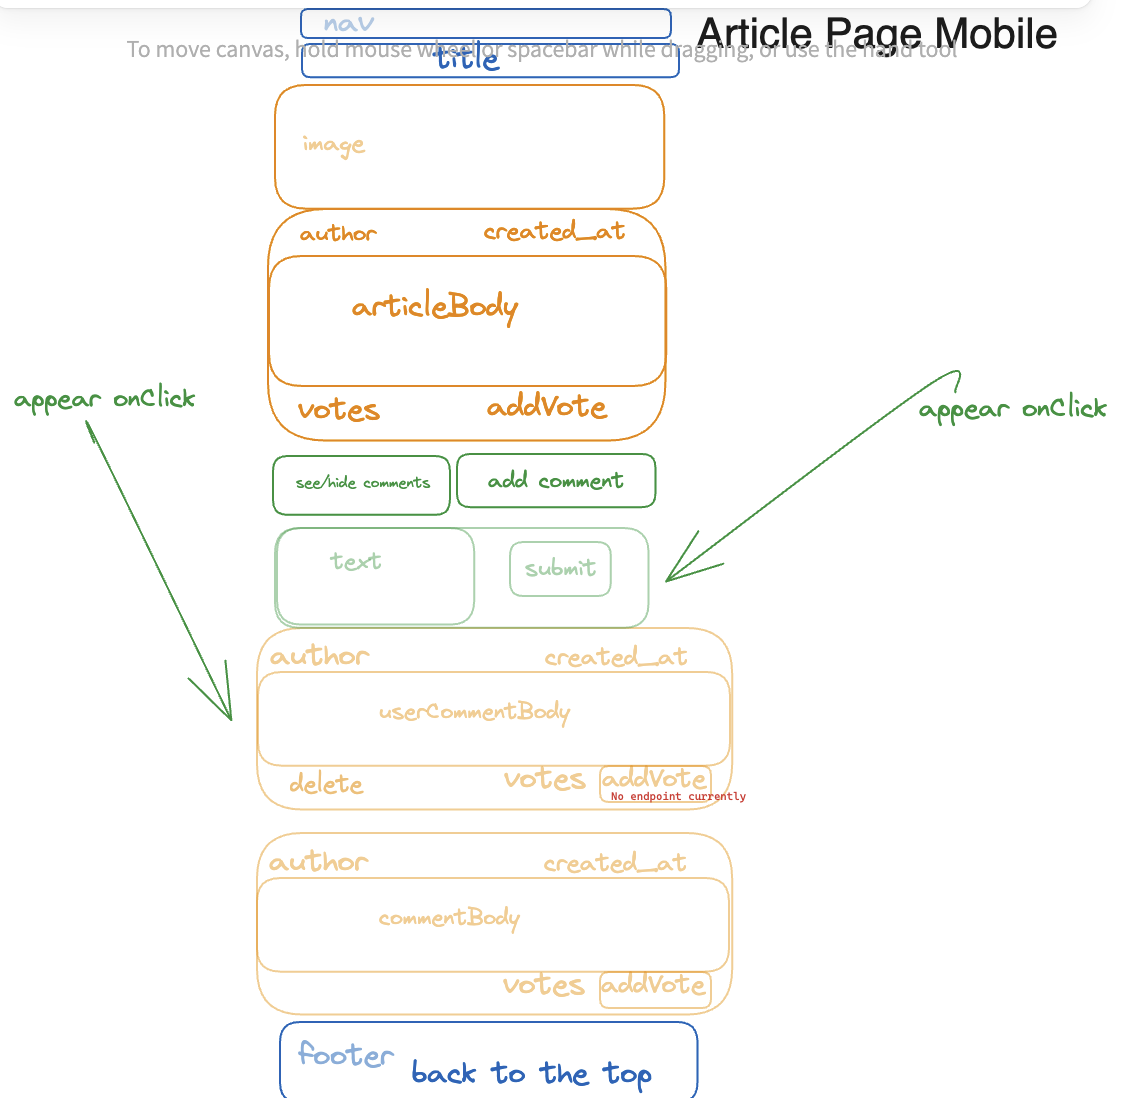 nav
Article Page Mobile
To move canvas, hold mouse wheel or spacebar while dragging, or use the hand tool
title
image
author created_at
articleBody
appear onClick
votes addVote
appear onClick
see/hide comments
add comment
text
submit
author created_at
userCommentBody
delete votes addVote
No endpoint currently
author created_at
commentBody
votes addVote
footer
back to the top